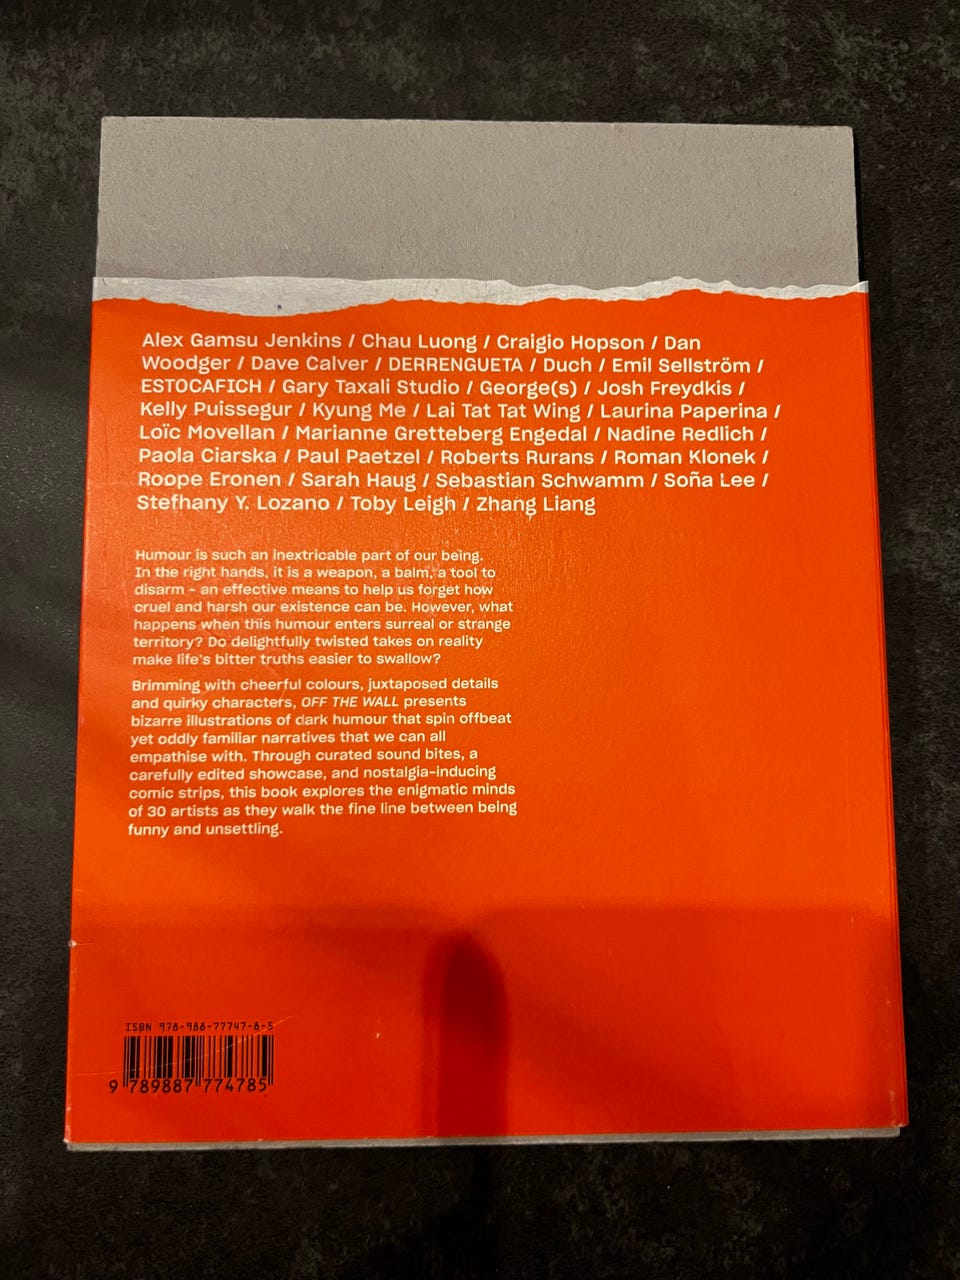 Alex Gamsu Jenkins / Chau Luong / Craigio Hopson / Dan
Woodger / Dave Calver / DERRENGUETA / Duch / Emil Sellström /
ESTOCAFICH / Gary Taxali Studio / George(s) / Josh Freydkis /
Kelly Puissegur / Kyung Me / Lai Tat Tat Wing / Laurina Paperina /
Loïc Movellan / Marianne Gretteberg Engedal / Nadine Redlich /
Paola Ciarska / Paul Paetzel / Roberts Rurans / Roman Klonek /
Roope Eronen / Sarah Haug / Sebastian Schwamm / Soña Lee /
Stefhany Y. Lozano / Toby Leigh / Zhang Liang
Humour is such an inextricable part of our being.
In the right hands, it is a weapon, a balm, a tool to
disarm – an effective means to help us forget how
cruel and harsh our existence can be. However, what
happens when this humour enters surreal or strange
territory? Do delightfully twisted takes on reality
make life's bitter truths easier to swallow?
Brimming with cheerful colours, juxtaposed details
and quirky characters, OFF THE WALL presents
bizarre illustrations of dark humour that spin offbeat
yet oddly familiar narratives that we can all
empathise with. Through curated sound bites, a
carefully edited showcase, and nostalgia-inducing
comic strips, this book explores the enigmatic minds
of 30 artists as they walk the fine line between being
funny and unsettling.
ISBN 978-988-77747-8-5
9 789887 774785